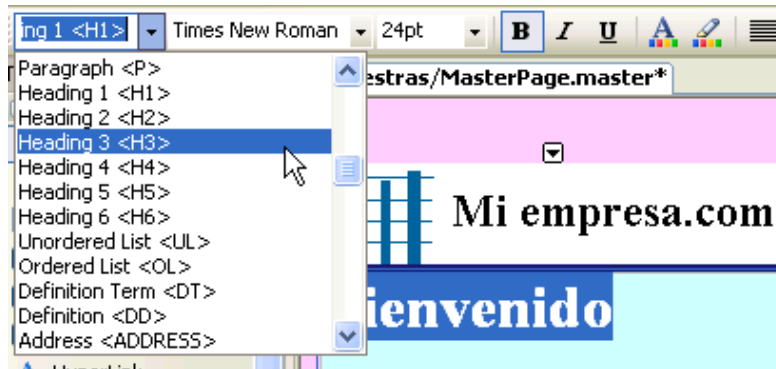 ing 1 <H1> Times New Roman 24pt B I U A
Paragraph <P>
estras/MasterPage.master*
Heading 1 <H1>
Heading 2 <H2>
Heading 3 <H3>
Heading 4 <H4>
Heading 5 <H5>
Heading 6 <H6>
Mi empresa.com
Unordered List <UL>
Ordered List <OL>
Definition Term <DT>
Definition <DD>
ienvenido
Address <ADDRESS>